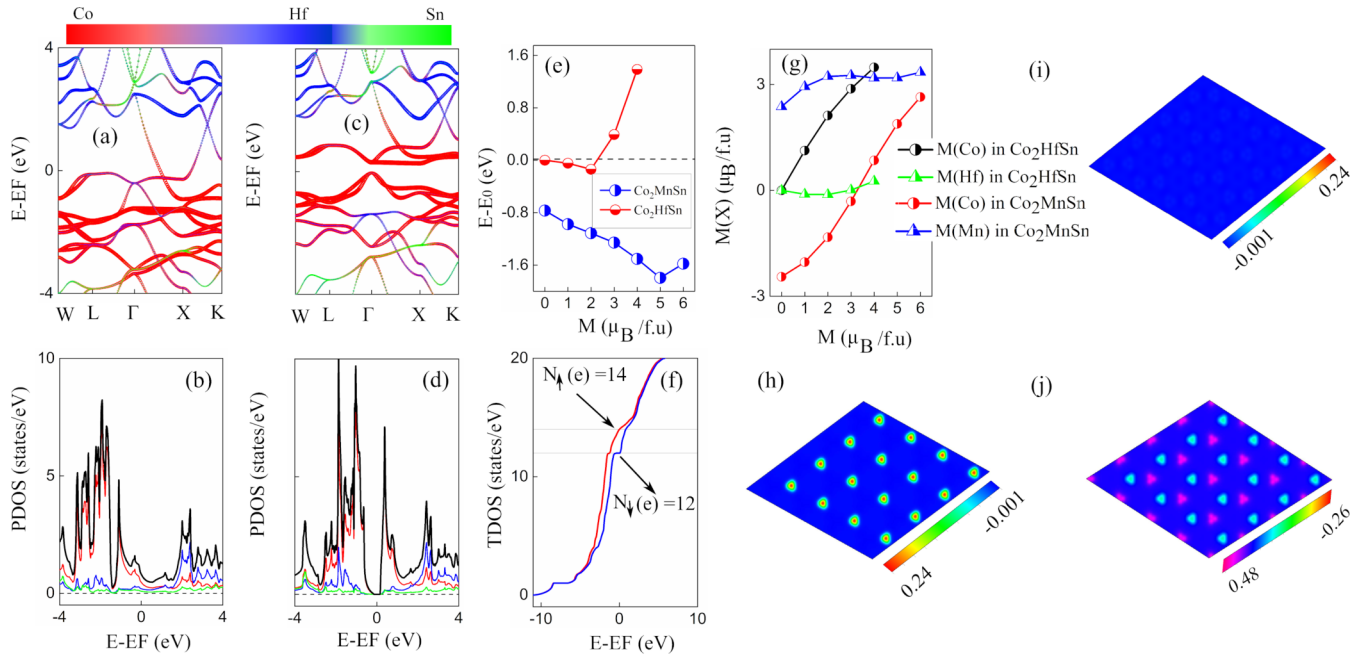 Co Hf Sn
4
0
-4
E-EF (eV)
(a)
W L Γ X K
E-EF (eV)
(c)
W L Γ X K
1.6
0.8
0.0
-0.8
-1.6
E-E0 (eV)
(e)
Co2MnSn
Co2HfSn
0 1 2 3 4 5 6
M (μB/f.u)
3
0
-3
M(X) (μB/f.u)
(g)
M(Co) in Co2HfSn
M(Hf) in Co2HfSn
M(Co) in Co2MnSn
M(Mn) in Co2MnSn
0 1 2 3 4 5 6
M (μB/f.u)
(i)
0.24
-0.001
10
5
0
PDOS (states/eV)
(b)
-4 0 4
E-EF (eV)
PDOS (states/eV)
(d)
-4 0 4
E-EF (eV)
20
10
0
TDOS (states/eV)
N↑(e) =14
(f)
N↓(e) =12
-10 0 10
E-EF (eV)
(h)
-0.001
0.24
(j)
-0.26
0.48